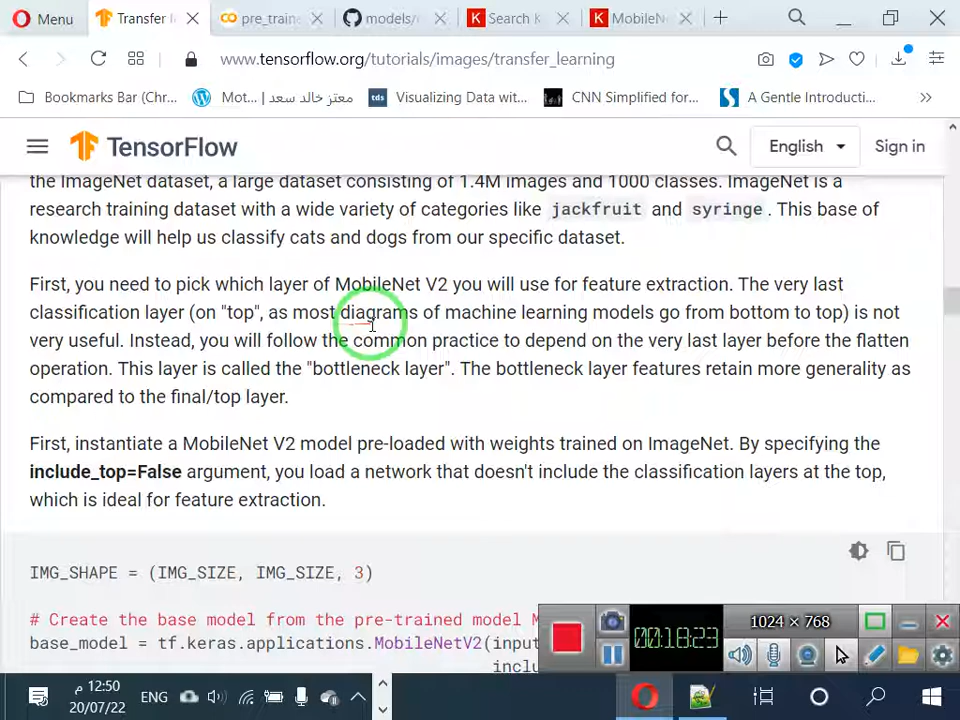 Menu
Transfer l
pre_train
models/
Search K
MobileNe
www.tensorflow.org/tutorials/images/transfer_learning
Bookmarks Bar (Chr...
Mot... | معتز خالد سعد
Visualizing Data wit...
CNN Simplified for...
A Gentle Introducti...
TensorFlow
English
Sign in
the ImageNet dataset, a large dataset consisting of 1.4M images and 1000 classes. ImageNet is a
research training dataset with a wide variety of categories like jackfruit and syringe. This base of
knowledge will help us classify cats and dogs from our specific dataset.
First, you need to pick which layer of MobileNet V2 you will use for feature extraction. The very last
classification layer (on "top", as most diagrams of machine learning models go from bottom to top) is not
very useful. Instead, you will follow the common practice to depend on the very last layer before the flatten
operation. This layer is called the "bottleneck layer". The bottleneck layer features retain more generality as
compared to the final/top layer.
First, instantiate a MobileNet V2 model pre-loaded with weights trained on ImageNet. By specifying the
include_top=False argument, you load a network that doesn't include the classification layers at the top,
which is ideal for feature extraction.
IMG_SHAPE = (IMG_SIZE, IMG_SIZE, 3)
# Create the base model from the pre-trained model M
base_model = tf.keras.applications.MobileNetV2(input
inclu
1024 × 768
00:18:23
12:50 م
ENG
20/07/22